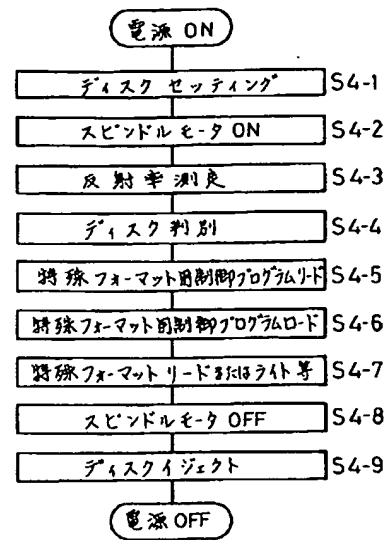 電源 ON
ディスク セッティング S4-1
スピンドルモータ ON S4-2
反射率測定 S4-3
ディスク判別 S4-4
特殊フォーマット用制御プログラムリード S4-5
特殊フォーマット用制御プログラムロード S4-6
特殊フォーマット リードまたはライト等 S4-7
スピンドルモータ OFF S4-8
ディスクイジェクト S4-9
電源 OFF